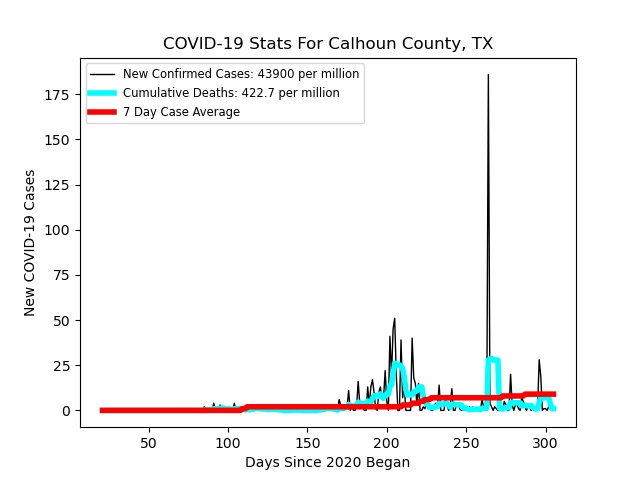 COVID-19 Stats For Calhoun County, TX
New Confirmed Cases: 43900 per million
Cumulative Deaths: 422.7 per million
7 Day Case Average
New COVID-19 Cases
175
150
125
100
75
50
25
0
50 100 150 200 250 300
Days Since 2020 Began